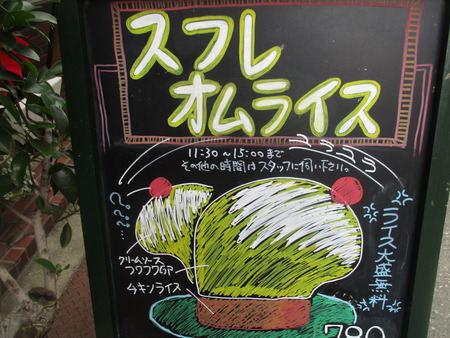 スフレ
オムライス
11:30～15:00まで
その他の時間はスタッフに伺い下さい。
クリームソース
フワフワ
チキンライス
ライス大盛無料
780